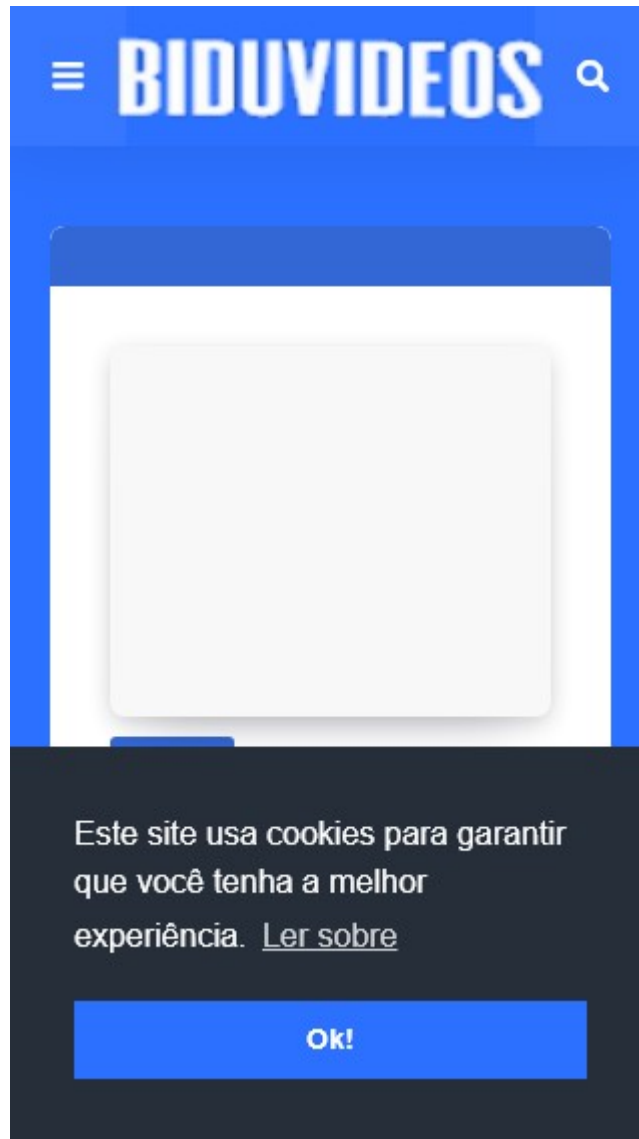 BIDUVIDEOS
Este site usa cookies para garantir
que você tenha a melhor
experiência. Ler sobre
Ok!